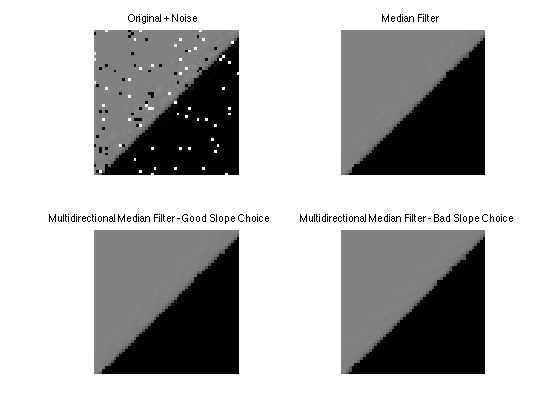 Original + Noise
Median Filter
Multidirectional Median Filter - Good Slope Choice
Multidirectional Median Filter - Bad Slope Choice